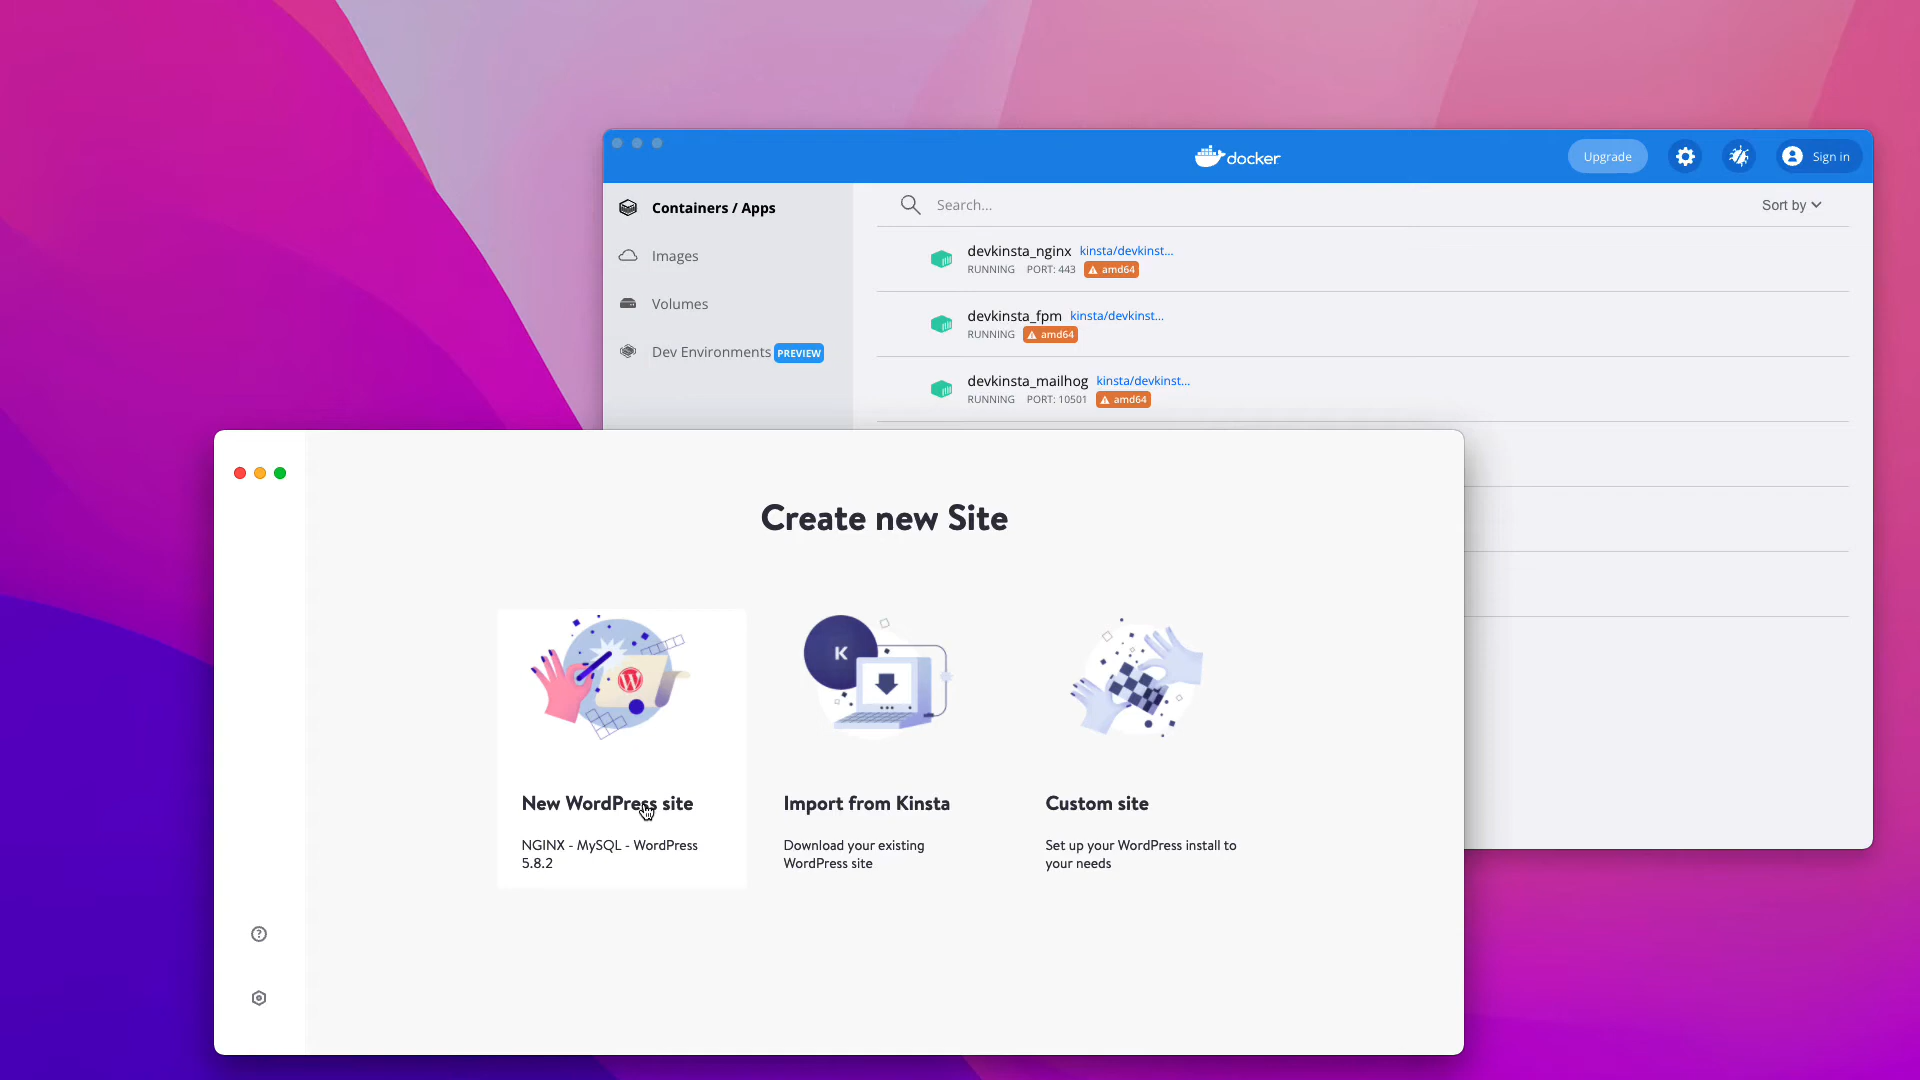 docker
Upgrade
Sign in
Containers / Apps
Images
Volumes
Dev Environments PREVIEW
Search...
Sort by
devkinsta_nginx kinsta/devkinst...
RUNNING PORT: 443 amd64
devkinsta_fpm kinsta/devkinst...
RUNNING amd64
devkinsta_mailhog kinsta/devkinst...
RUNNING PORT: 10501 amd64
Create new Site
K
W
New WordPress site
NGINX - MySQL - WordPress
5.8.2
Import from Kinsta
Download your existing
WordPress site
Custom site
Set up your WordPress install to
your needs
?